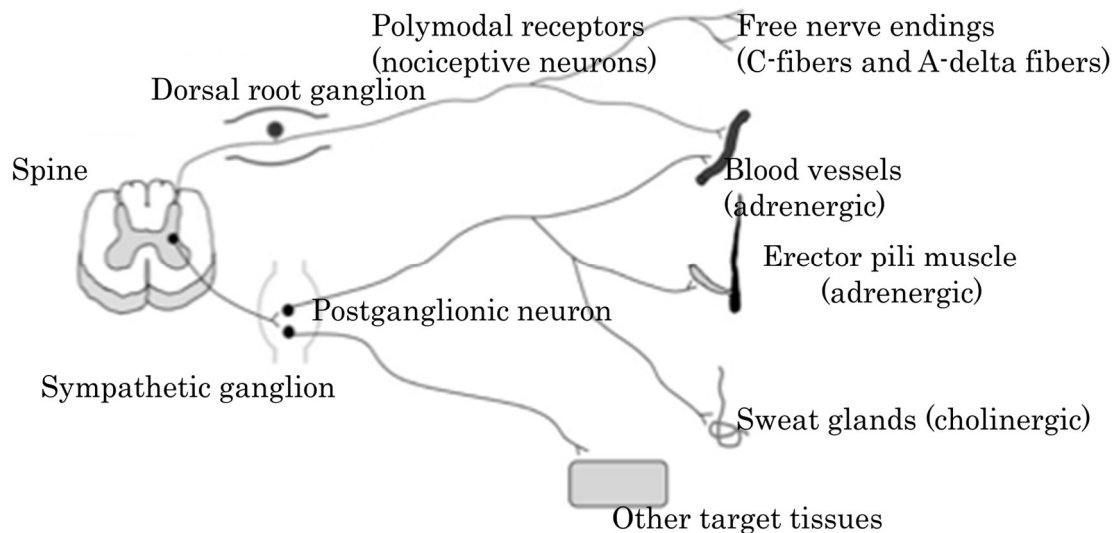 Polymodal receptors
(nociceptive neurons)
Free nerve endings
(C-fibers and A-delta fibers)
Dorsal root ganglion
Spine
Blood vessels
(adrenergic)
Erector pili muscle
(adrenergic)
Postganglionic neuron
Sympathetic ganglion
Sweat glands (cholinergic)
Other target tissues